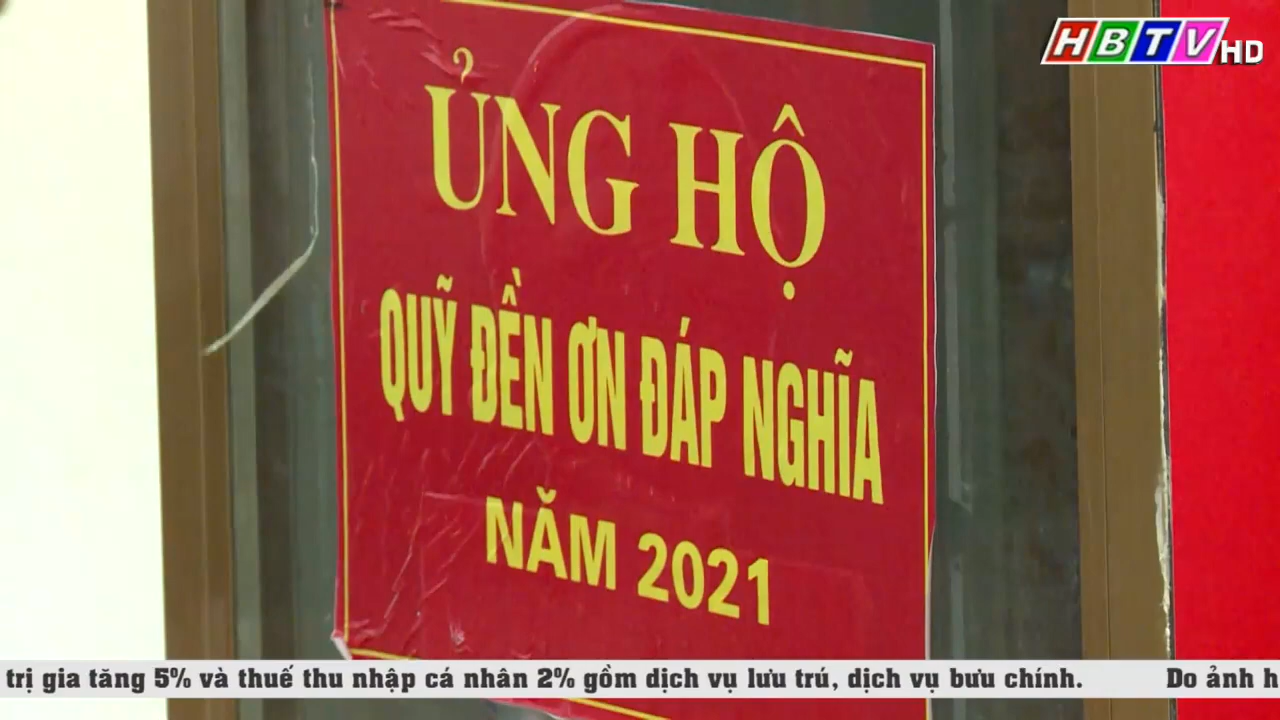 HBTV HD
ỦNG HỘ
QUỸ ĐỀN ƠN ĐÁP NGHĨA
NĂM 2021
trị gia tăng 5% và thuế thu nhập cá nhân 2% gồm dịch vụ lưu trú, dịch vụ bưu chính. Do ảnh h